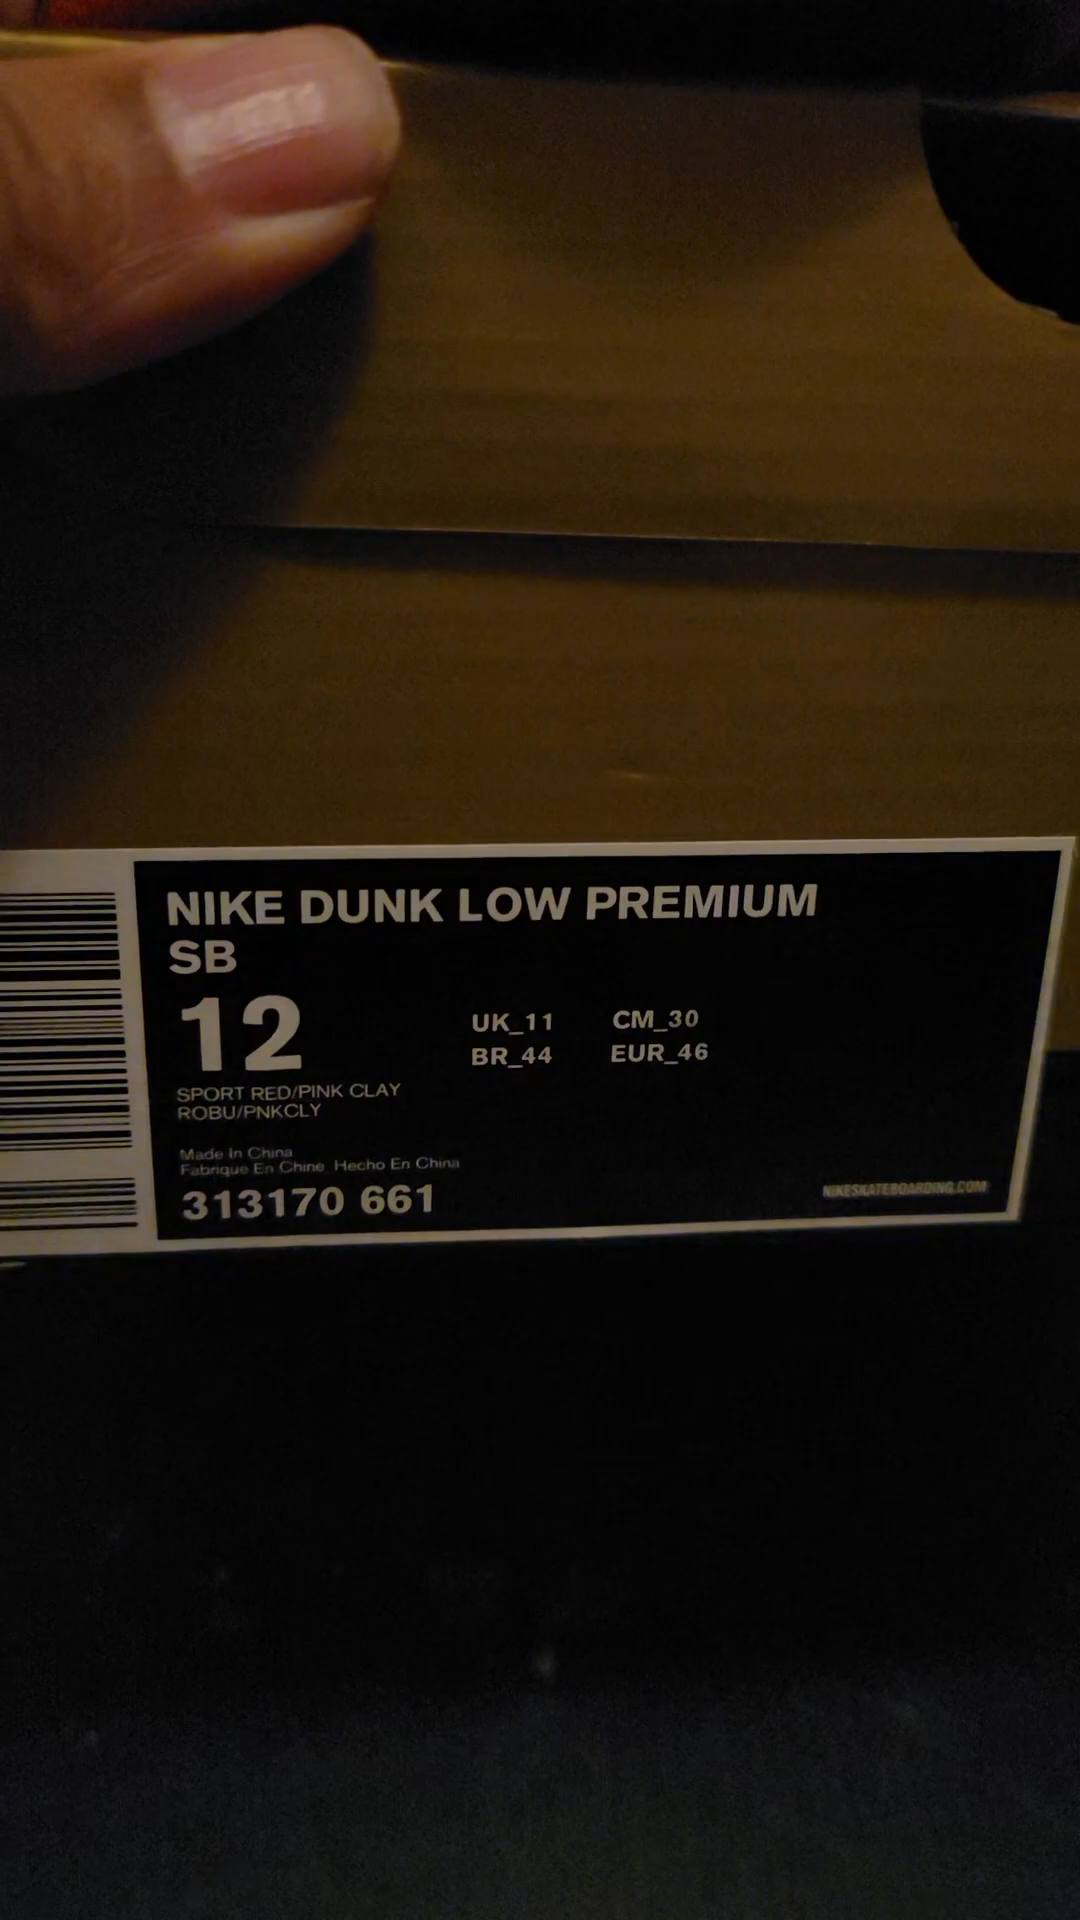 NIKE DUNK LOW PREMIUM
SB
12
UK_11 CM_30
BR_44 EUR_46
SPORT RED/PINK CLAY
ROBU/PNKCLY
Made In China
Fabrique En Chine Hecho En China
313170 661
NIKESKATEBOARDING.COM